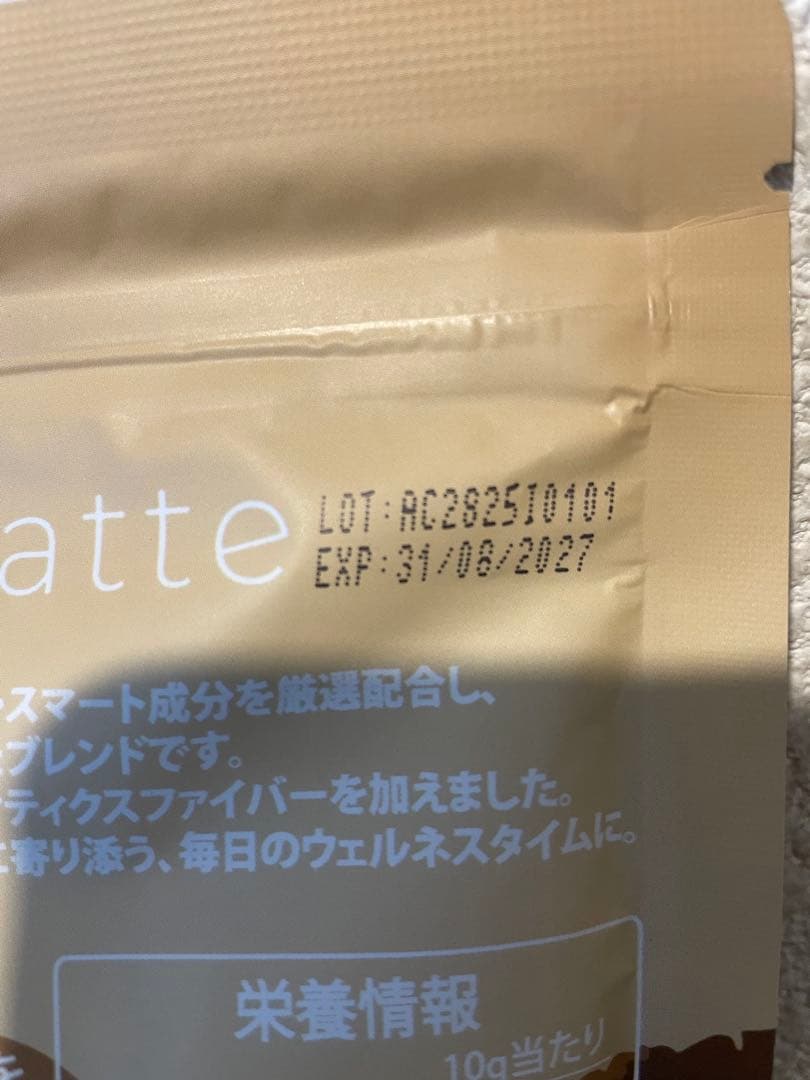 atte
LOT:AC2825I0101
EXP:31/08/2027
スマート成分を厳選配合し、
ブレンドです。
ティクスファイバーを加えました。
に寄り添う、毎日のウェルネスタイムに。
栄養情報
10g当たり
を